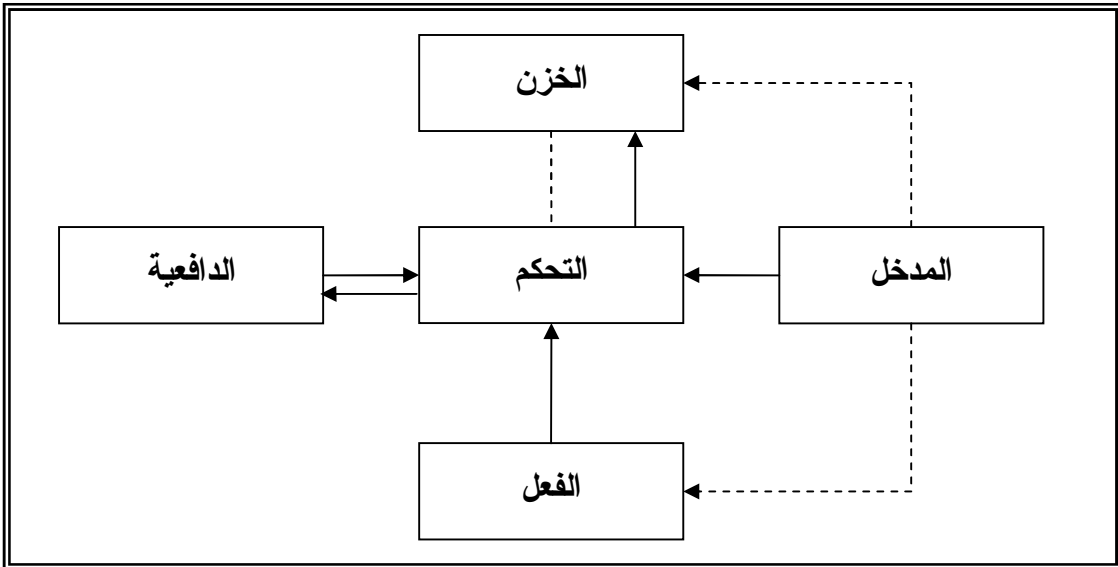 الخزن
المدخل
التحكم
الدافعية
الفعل